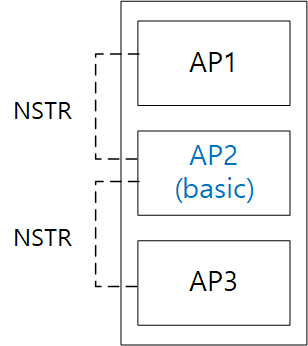 AP1
NSTR
AP2
(basic)
NSTR
AP3